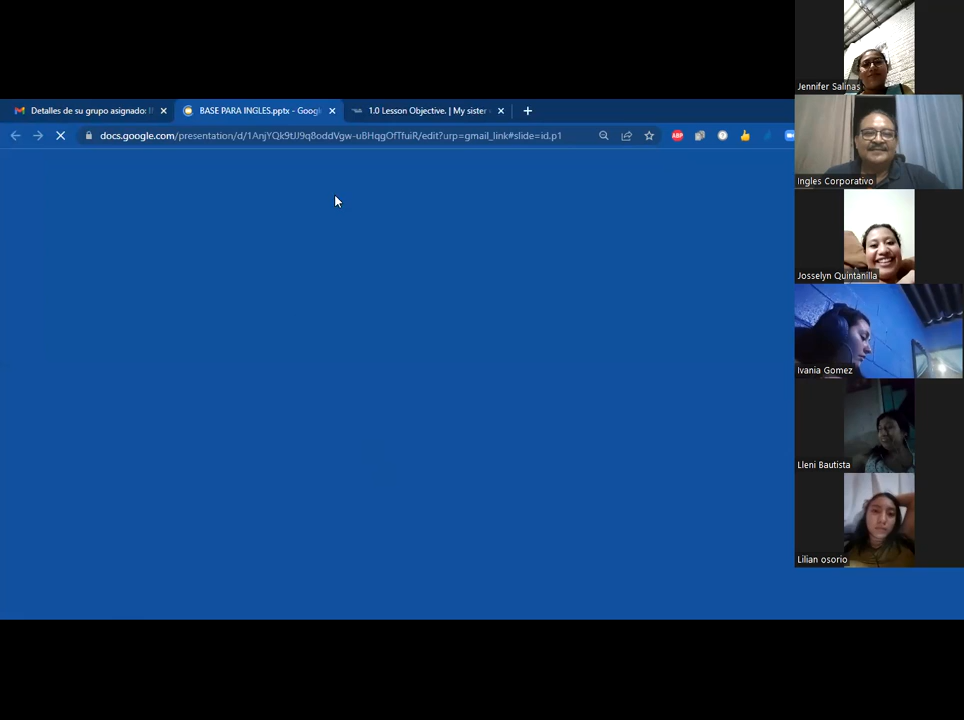 Detalles de su grupo asignado:
BASE PARA INGLES.pptx - Goog
1.0 Lesson Objective. | My sister
docs.google.com/presentation/d/1AnjYQk9tJJ9q8oddVgw-uBHqgOfTfuiR/edit?urp=gmail_link#slide=id.p1
ABP
Jennifer Salinas
Ingles Corporativo
Josselyn Quintanilla
Ivania Gomez
Lleni Bautista
Lilian osorio